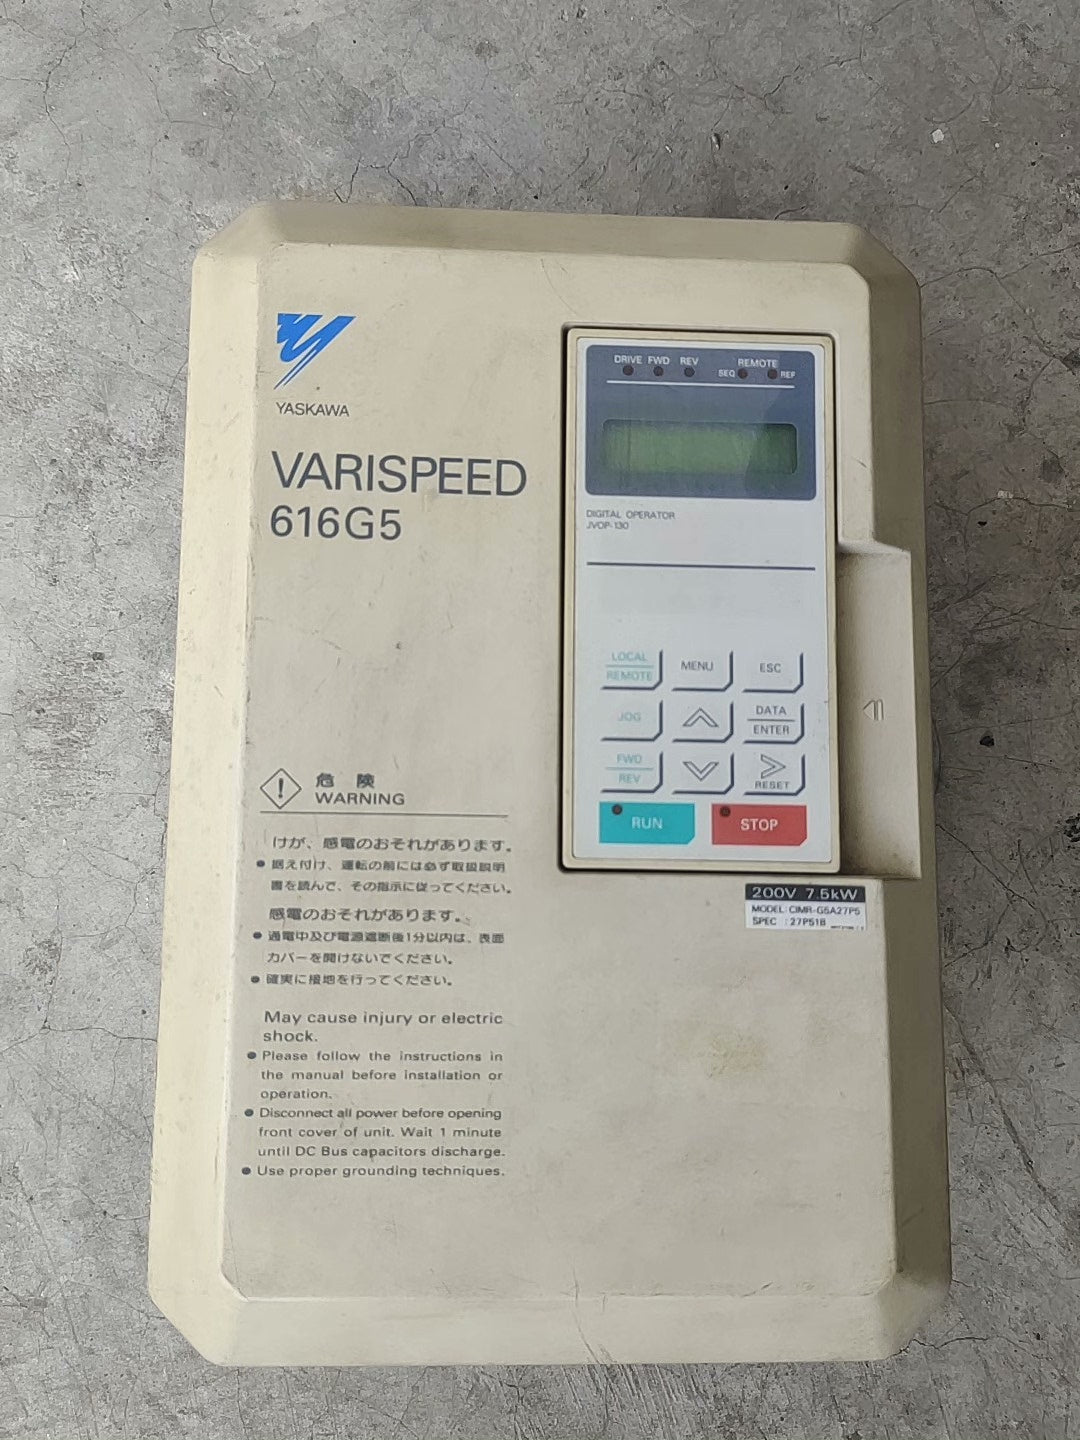 YASKAWA
VARISPEED
616G5
DRIVE FWD REV REMOTE
SEQ REF
DIGITAL OPERATOR
JVOP-130
LOCAL
REMOTE
MENU
ESC
JOG
DATA
ENTER
FWD
REV
RESET
RUN
STOP
200V 7.5kW
MODEL: CIMR-G5A27P5
SPEC : 27P51B
危 険
WARNING
けが、感電のおそれがあります。
● 据え付け、運転の前には必ず取扱説明
書を読んで、その指示に従ってください。
感電のおそれがあります。
● 通電中及び電源遮断後1分以内は、表面
カバーを開けないでください。
● 確実に接地を行ってください。
May cause injury or electric
shock.
● Please follow the instructions in
the manual before installation or
operation.
● Disconnect all power before opening
front cover of unit. Wait 1 minute
until DC Bus capacitors discharge.
● Use proper grounding techniques.